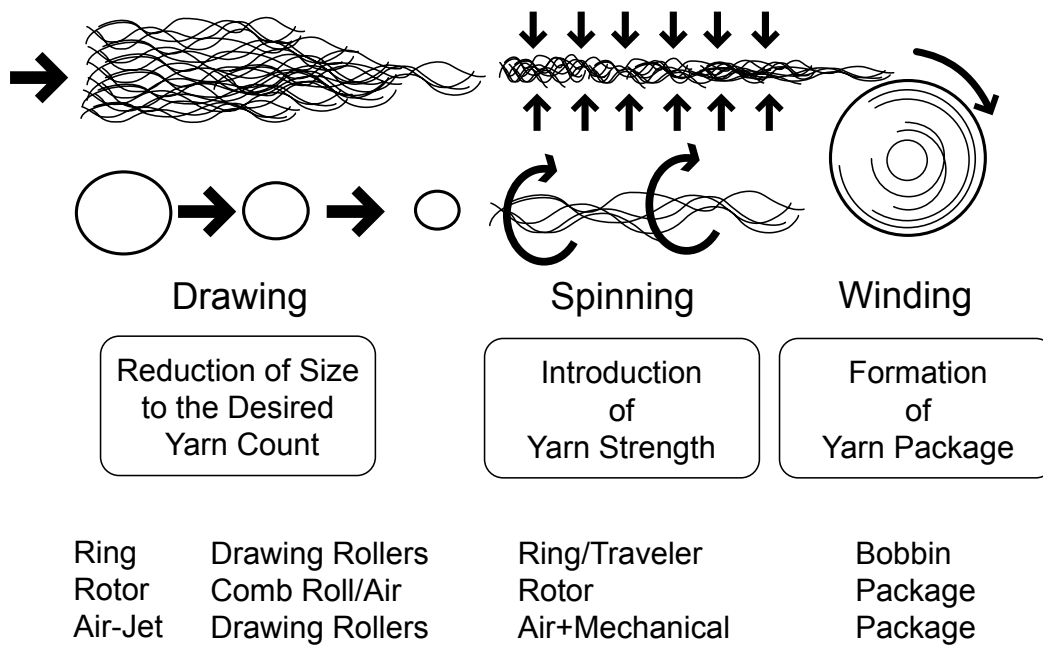 Drawing
Spinning
Winding
Reduction of Size
to the Desired
Yarn Count
Introduction
of
Yarn Strength
Formation
of
Yarn Package
Ring Drawing Rollers Ring/Traveler Bobbin
Rotor Comb Roll/Air Rotor Package
Air-Jet Drawing Rollers Air+Mechanical Package